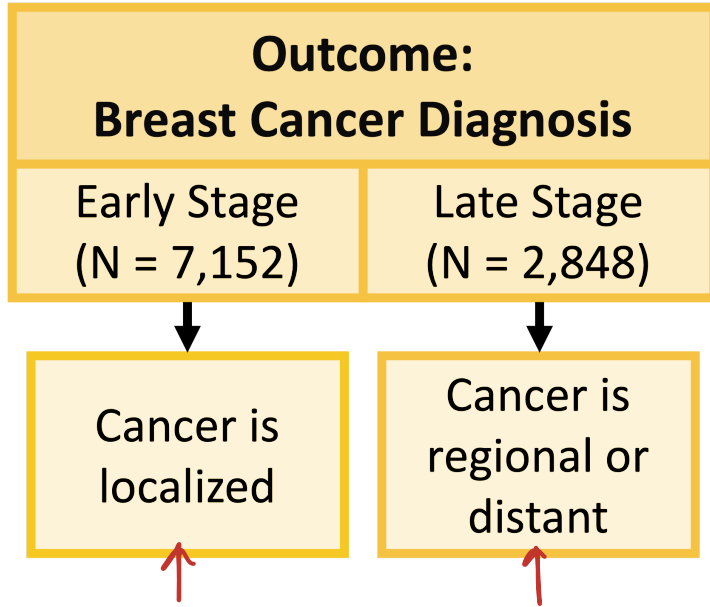 Outcome:
Breast Cancer Diagnosis
Early Stage
(N = 7,152)
Late Stage
(N = 2,848)
Cancer is
localized
Cancer is
regional or
distant